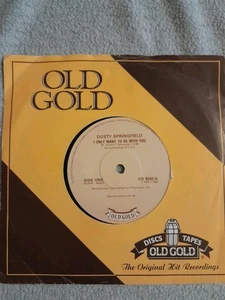 OLD
GOLD
DUSTY SPRINGFIELD
I ONLY WANT TO BE WITH YOU
OLD GOLD
DISCS TAPES
OLD GOLD
The Original Hit Recordings